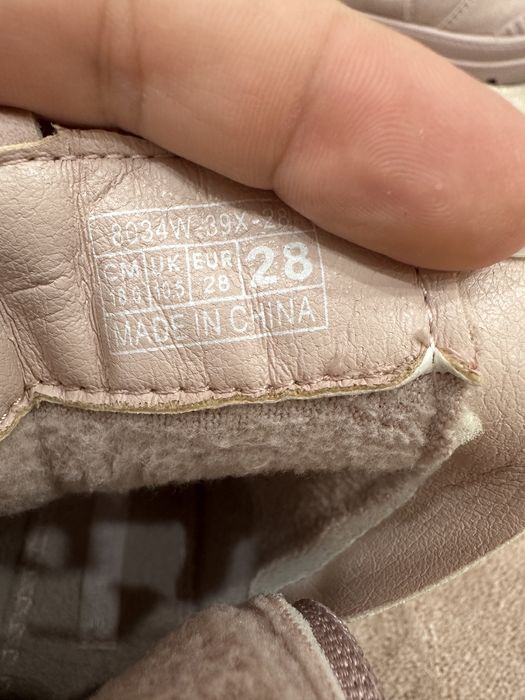 8034W-39X-28
CM UK EUR 28
18.0 10.5 28
MADE IN CHINA